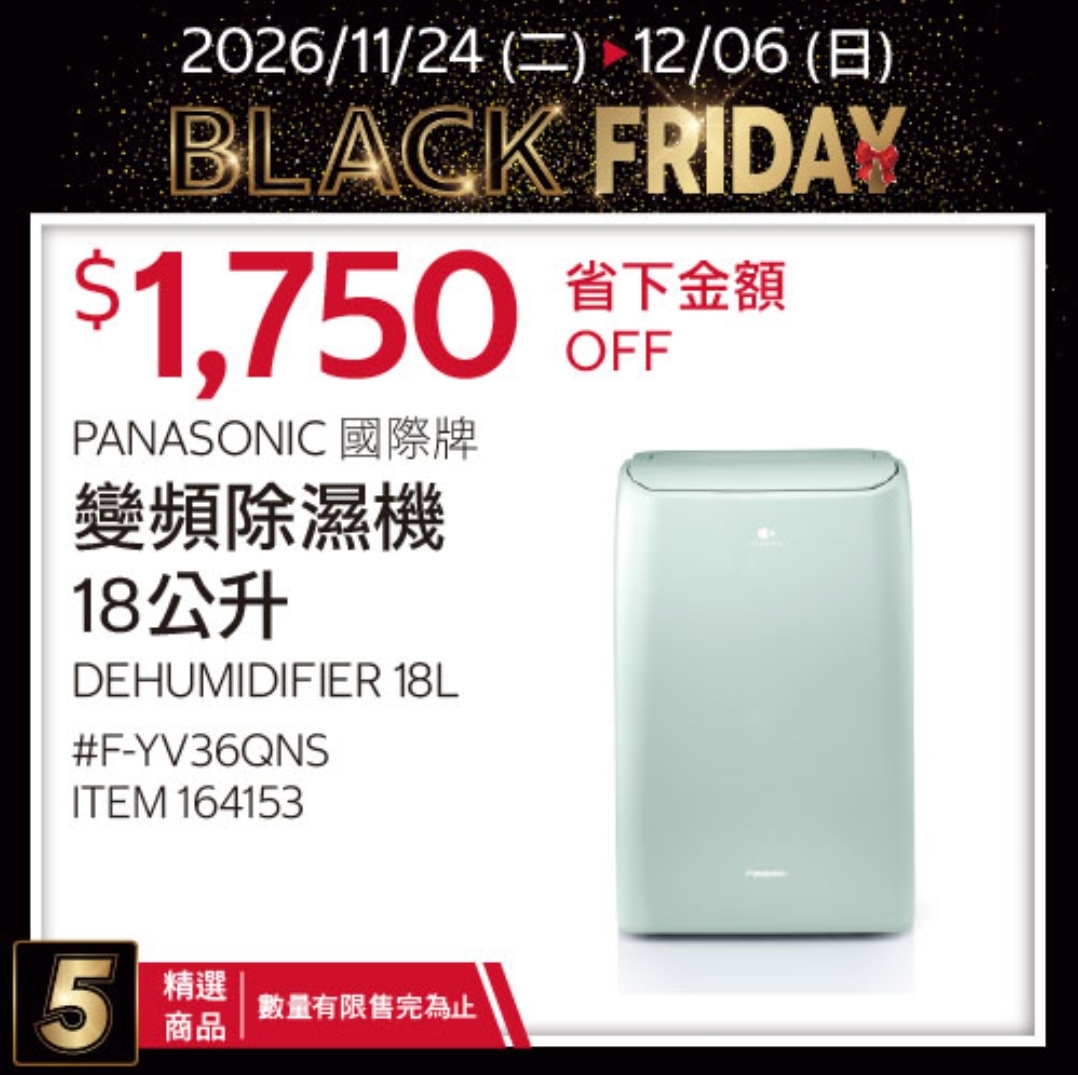 2026/11/24 (二) ▶ 12/06 (日)
BLACK FRIDAY
$1,750
省下金額
OFF
PANASONIC 國際牌
變頻除濕機
18公升
DEHUMIDIFIER 18L
#F-YV36QNS
ITEM 164153
Panasonic
5
精選
商品
數量有限售完為止